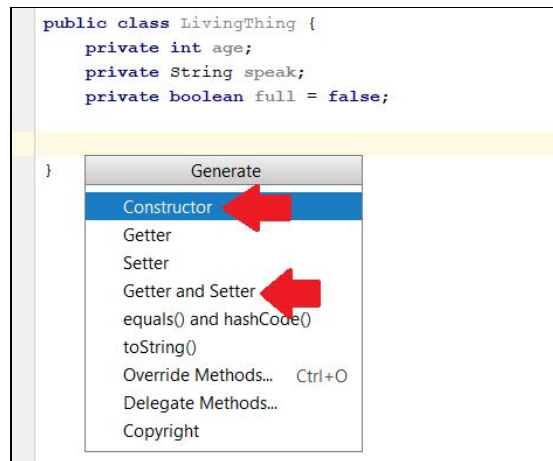 public class LivingThing {
private int age;
private String speak;
private boolean full = false;
}
Generate
Constructor
Getter
Setter
Getter and Setter
equals() and hashCode()
toString()
Override Methods... Ctrl+O
Delegate Methods...
Copyright